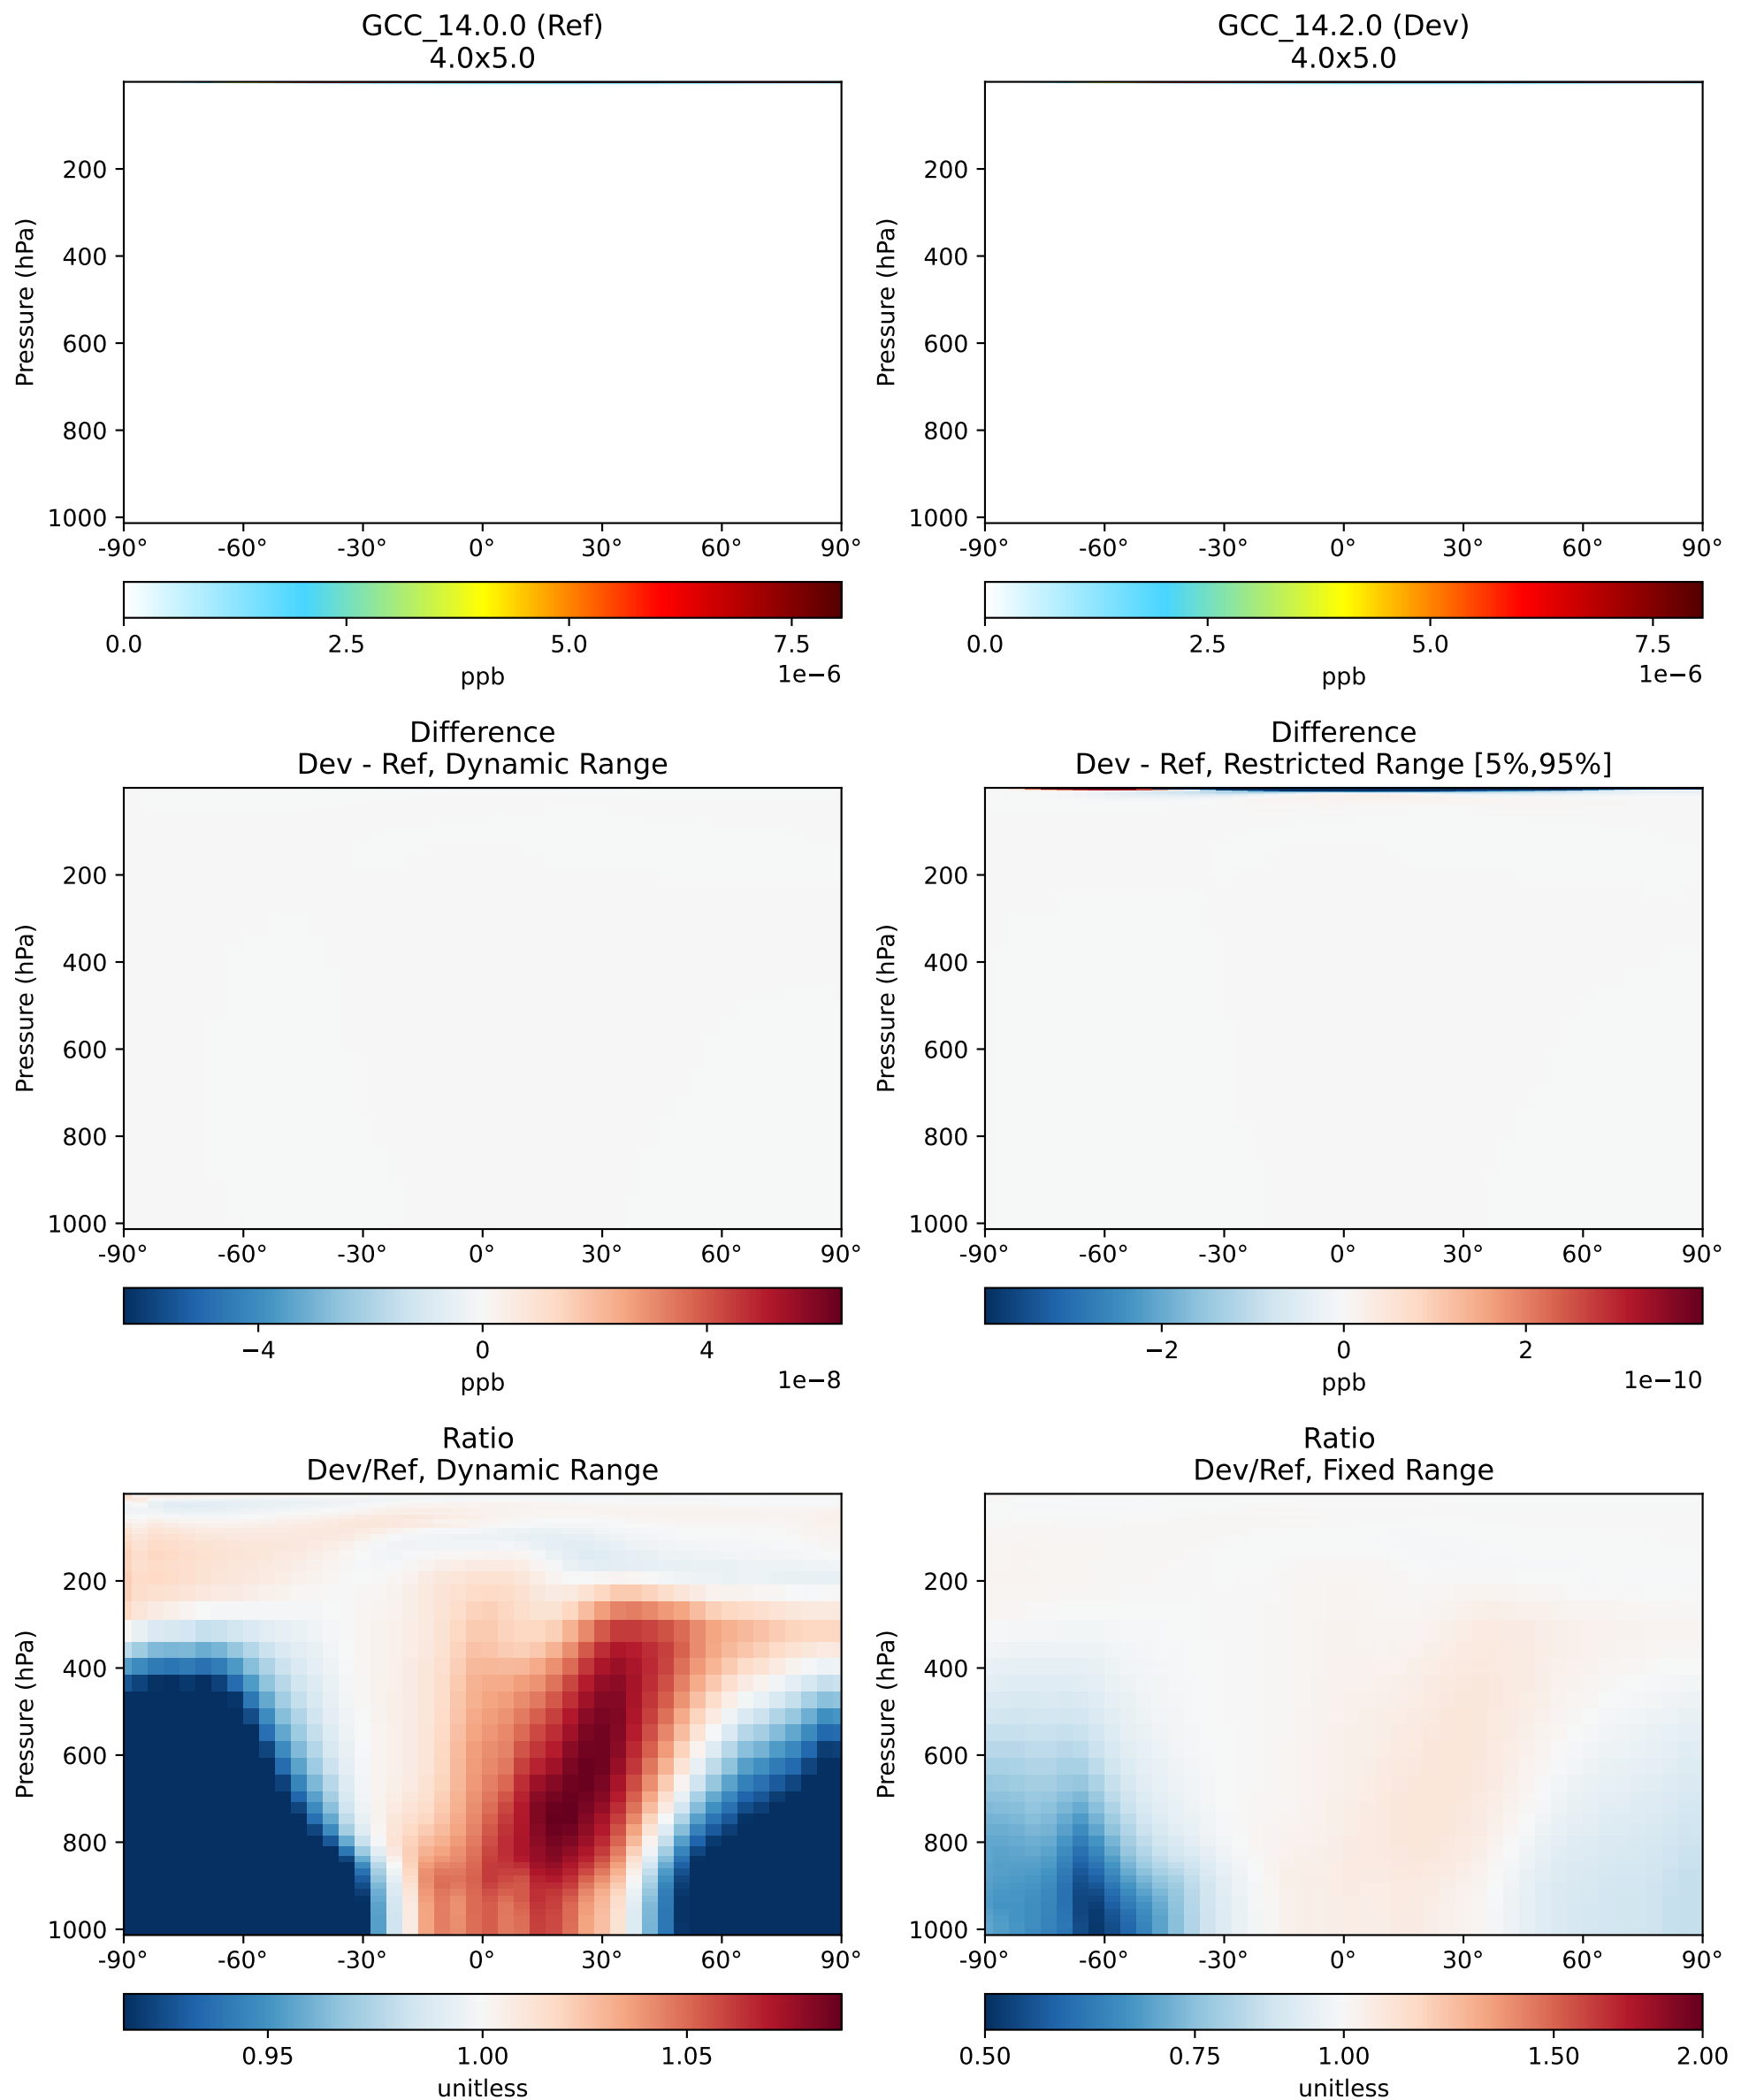 GCC_14.0.0 (Ref)
4.0x5.0
Pressure (hPa)
200
400
600
800
1000
-90° -60° -30° 0° 30° 60° 90°
0.0 2.5 5.0 7.5
1e−6
ppb
GCC_14.2.0 (Dev)
4.0x5.0
Pressure (hPa)
200
400
600
800
1000
-90° -60° -30° 0° 30° 60° 90°
0.0 2.5 5.0 7.5
1e−6
ppb
Difference
Dev - Ref, Dynamic Range
Pressure (hPa)
200
400
600
800
1000
-90° -60° -30° 0° 30° 60° 90°
−4 0 4
1e−8
ppb
Difference
Dev - Ref, Restricted Range [5%,95%]
Pressure (hPa)
200
400
600
800
1000
-90° -60° -30° 0° 30° 60° 90°
−2 0 2
1e−10
ppb
Ratio
Dev/Ref, Dynamic Range
Pressure (hPa)
200
400
600
800
1000
-90° -60° -30° 0° 30° 60° 90°
0.95 1.00 1.05
unitless
Ratio
Dev/Ref, Fixed Range
Pressure (hPa)
200
400
600
800
1000
-90° -60° -30° 0° 30° 60° 90°
0.50 0.75 1.00 1.50 2.00
unitless